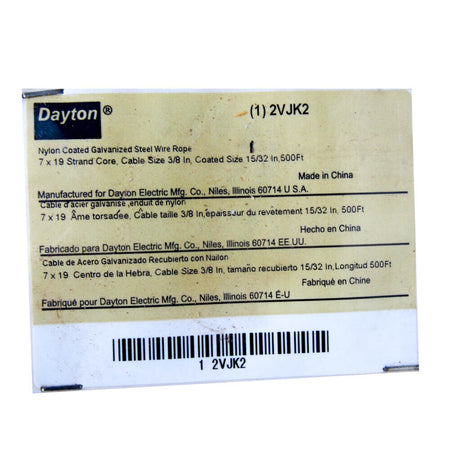 Dayton® (1) 2VJK2
Nylon Coated Galvanized Steel Wire Rope
7 x 19 Strand Core, Cable Size 3/8 In, Coated Size 15/32 In,500Ft
Made in China
Manufactured for Dayton Electric Mfg. Co., Niles, Illinois 60714 U S.A.
Cable d'acier galvanisée ,enduit de nylon
7 x 19 Âme torsadee, Cable taille 3/8 In,epaisseur du revetement 15/32 In, 500Ft
Hecho en China
Fabricado para Dayton Electric Mfg. Co., Niles, Illinois 60714 EE.UU.
Cable de Acero Galvanizado Recubierto con Nailon
7 x 19 Centro de la Hebra, Cable Size 3/8 In, tamaño recubierto 15/32 In,Longitud 500Ft
Fabriqué en Chine
Fabriqué pour Dayton Electric Mfg. Co., Niles, Illinois 60714 É-U
1 2VJK2